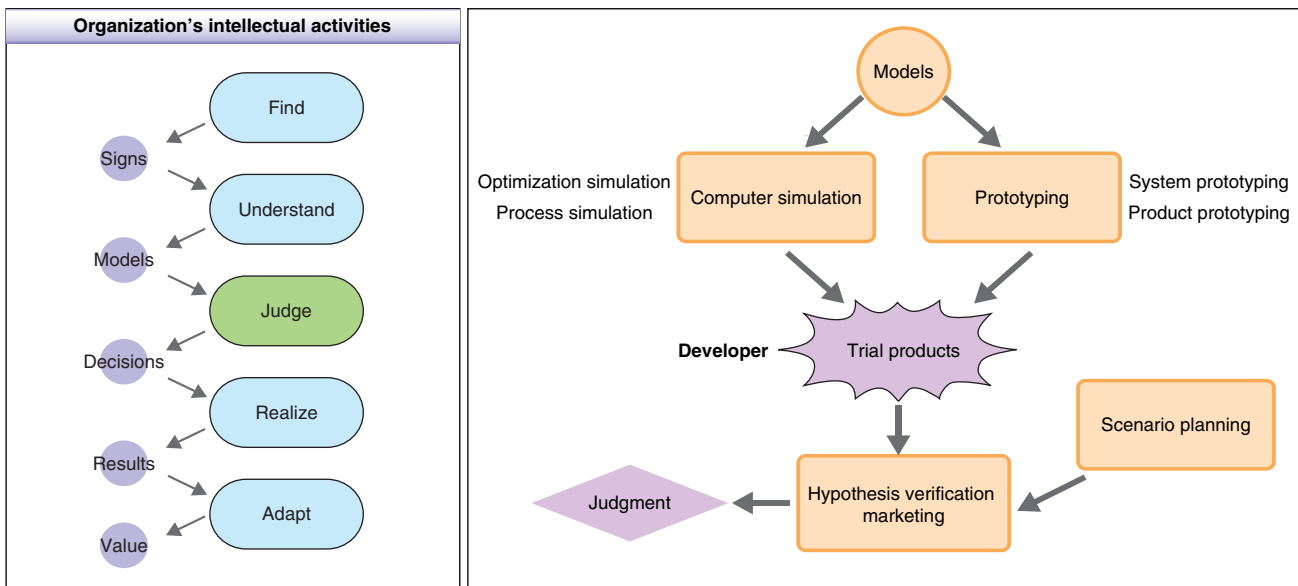 Organization's intellectual activities
Find
Signs
Understand
Models
Judge
Decisions
Realize
Results
Adapt
Value
Models
Optimization simulation
Process simulation
Computer simulation
Prototyping
System prototyping
Product prototyping
Developer
Trial products
Scenario planning
Hypothesis verification
marketing
Judgment